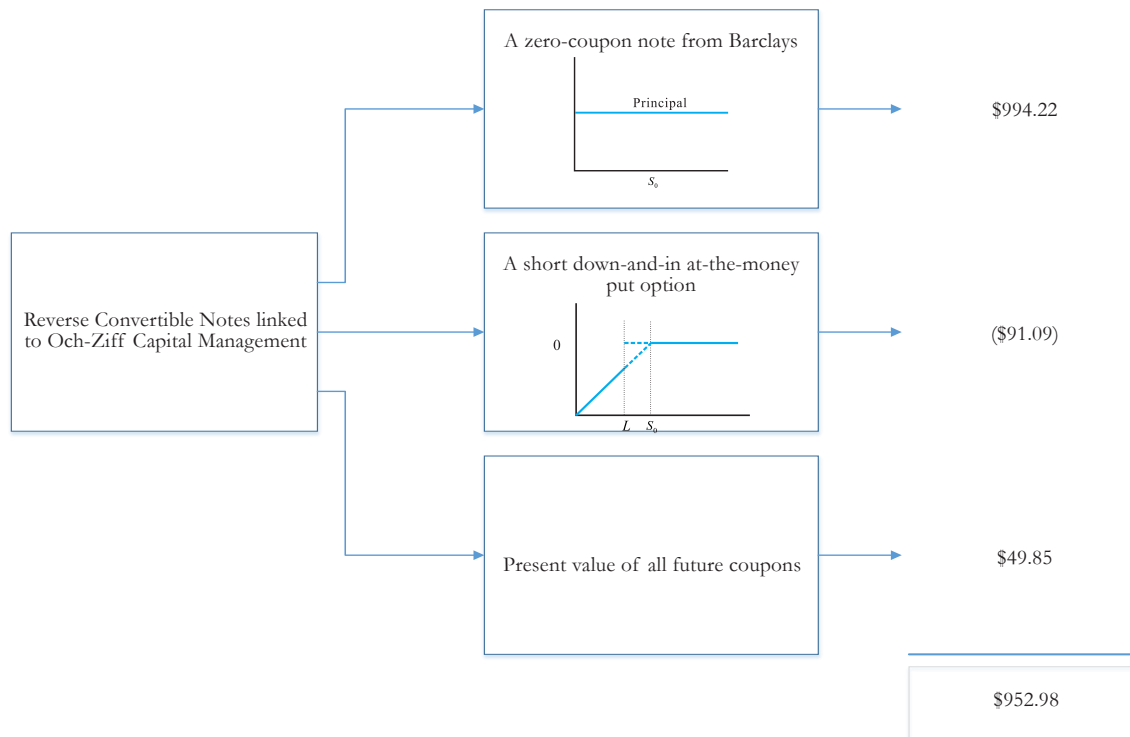 A zero-coupon note from Barclays
Principal
S₀
$994.22
Reverse Convertible Notes linked
to Och-Ziff Capital Management
A short down-and-in at-the-money
put option
0
L S₀
($91.09)
Present value of all future coupons
$49.85
$952.98